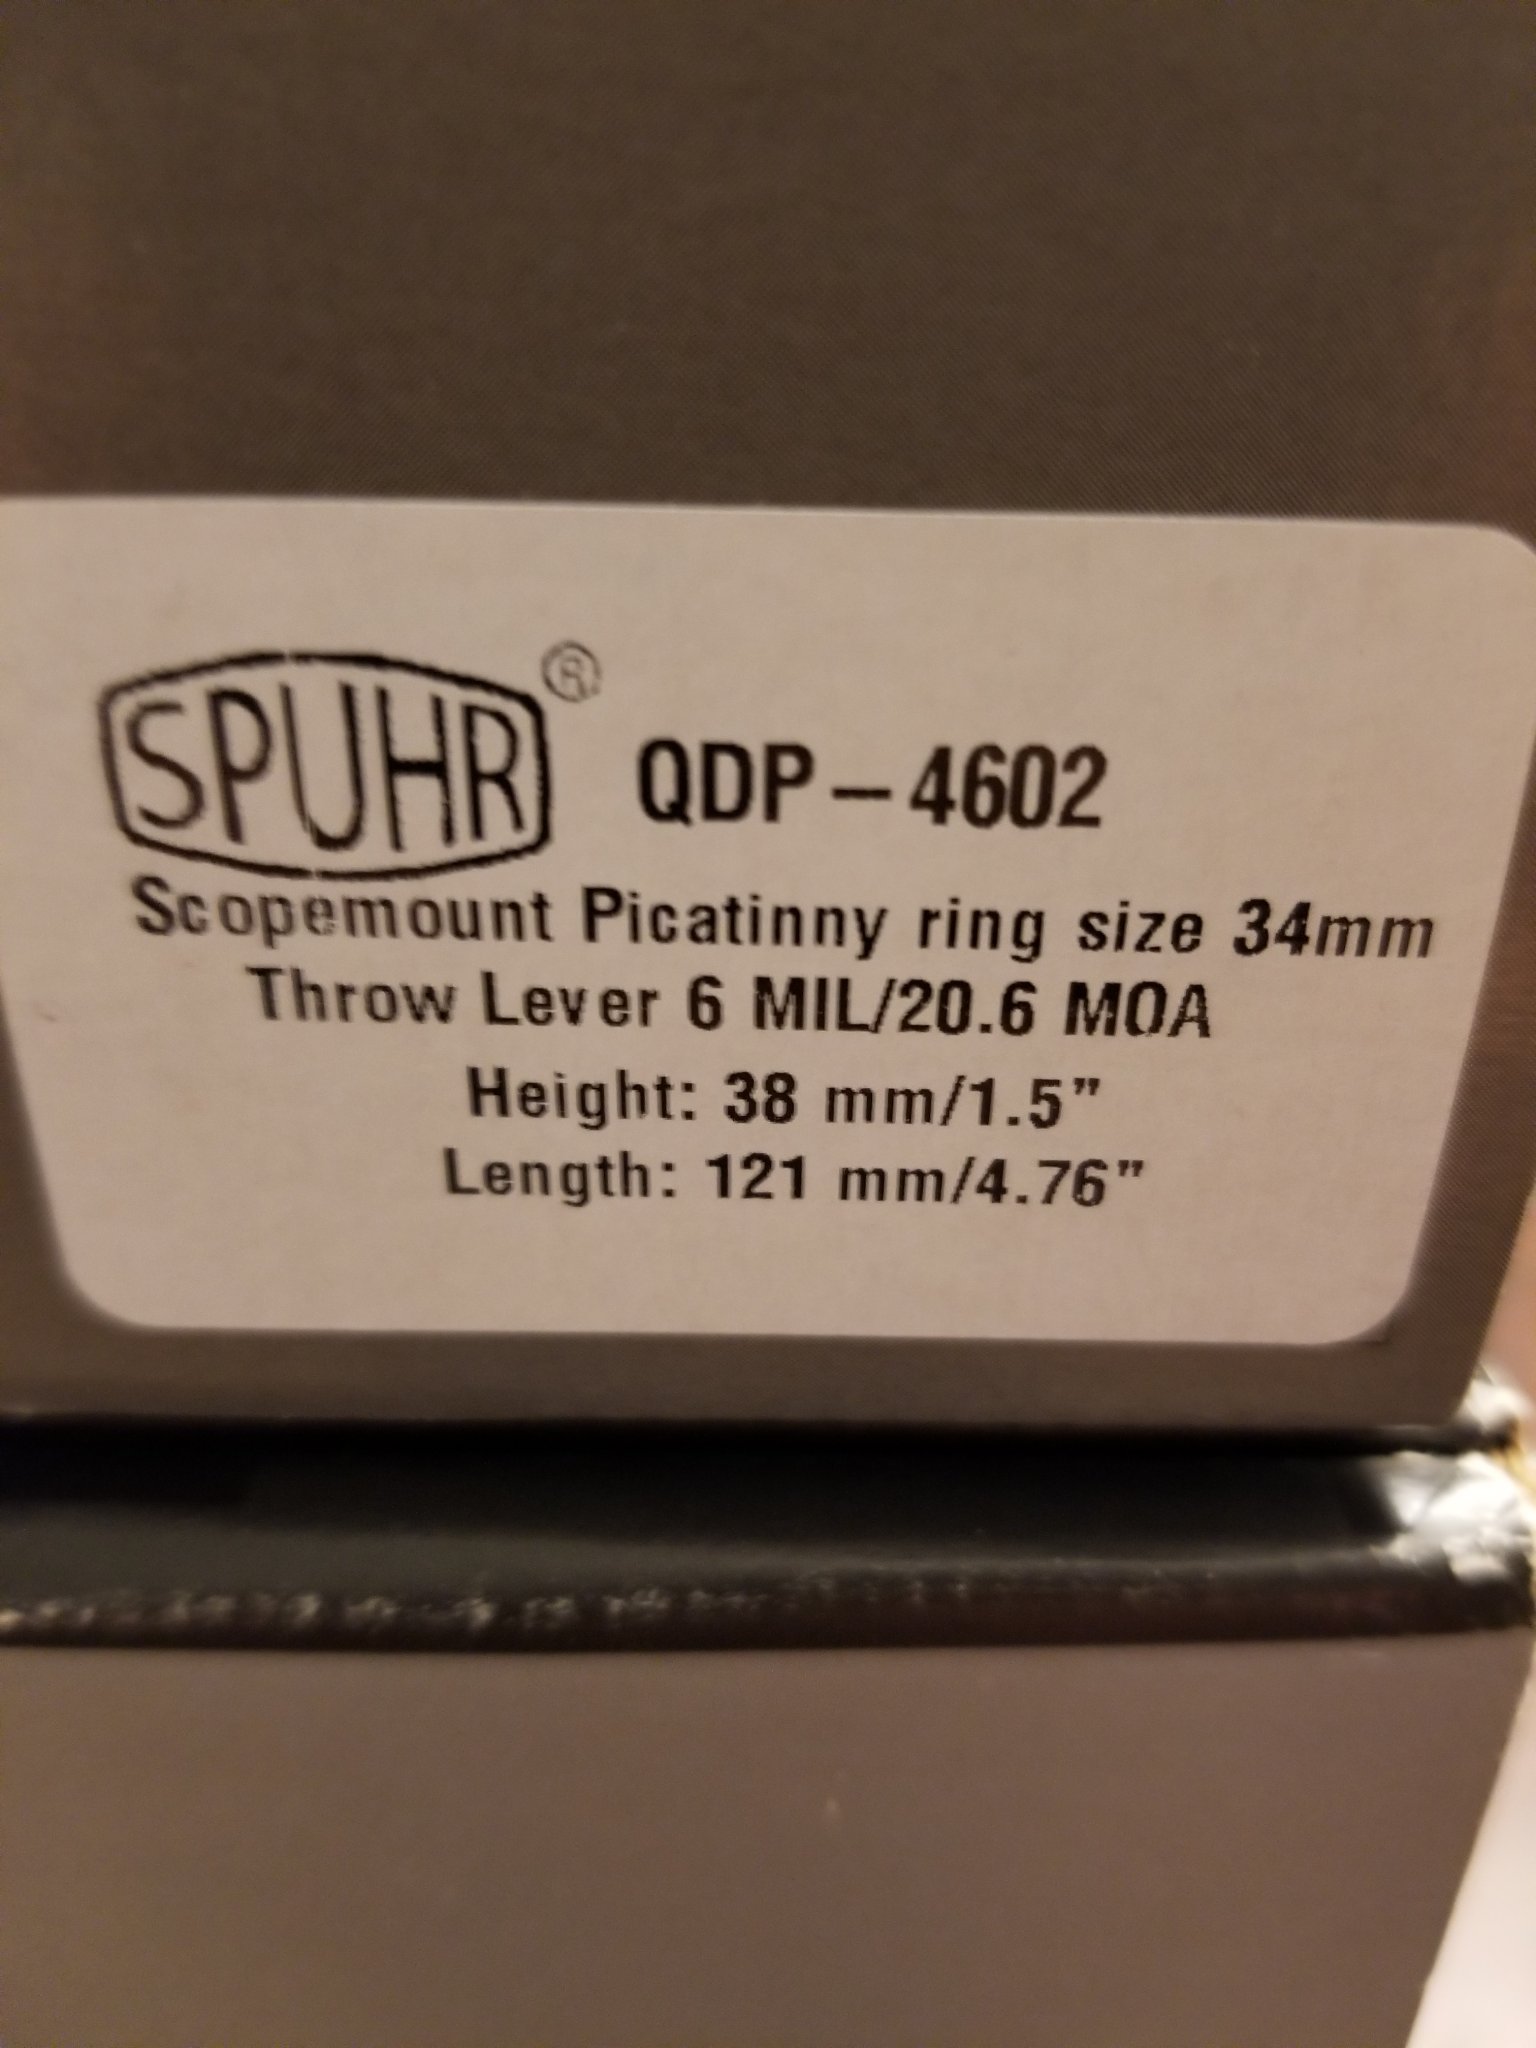 SPUHR® QDP-4602
Scopemount Picatinny ring size 34mm
Throw Lever 6 MIL/20.6 MOA
Height: 38 mm/1.5"
Length: 121 mm/4.76"